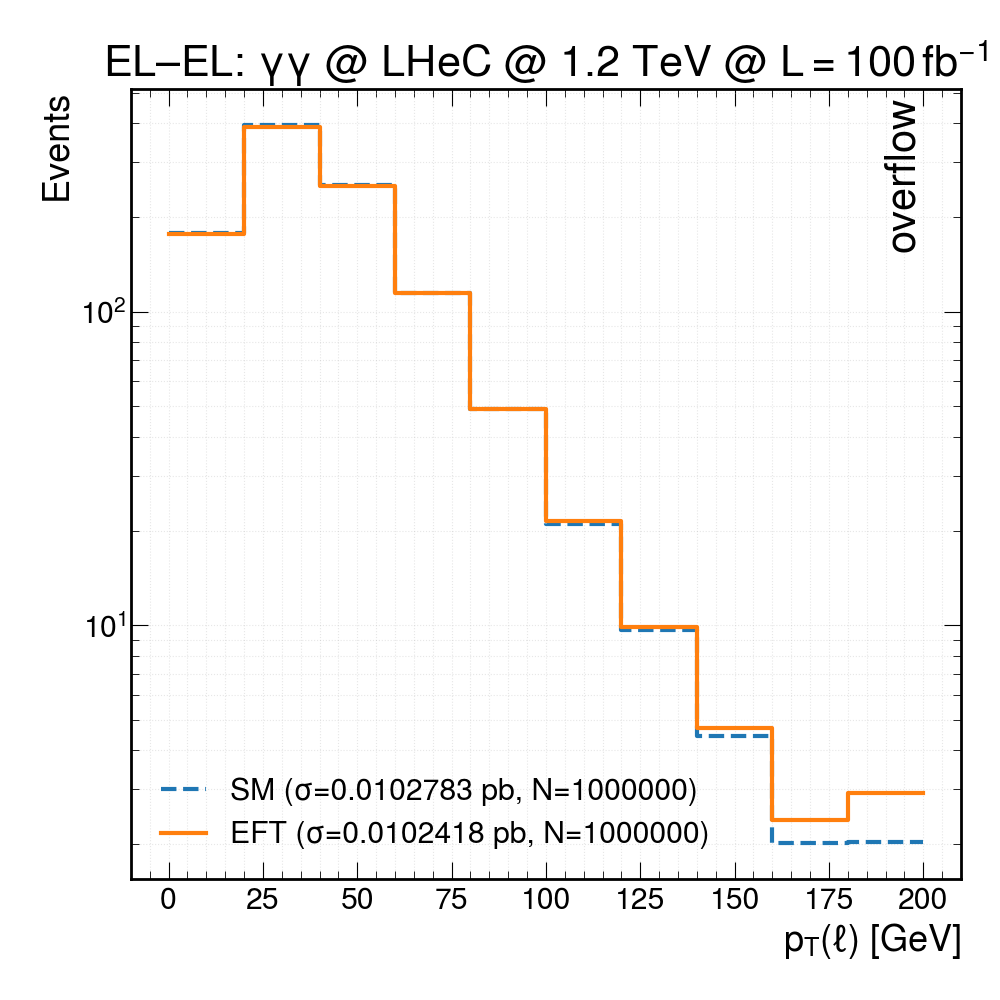 EL–EL: γγ @ LHeC @ 1.2 TeV @ L = 100 fb⁻¹
Events
overflow
10²
10¹
SM (σ=0.0102783 pb, N=1000000)
EFT (σ=0.0102418 pb, N=1000000)
0 25 50 75 100 125 150 175 200
p_T(ℓ) [GeV]